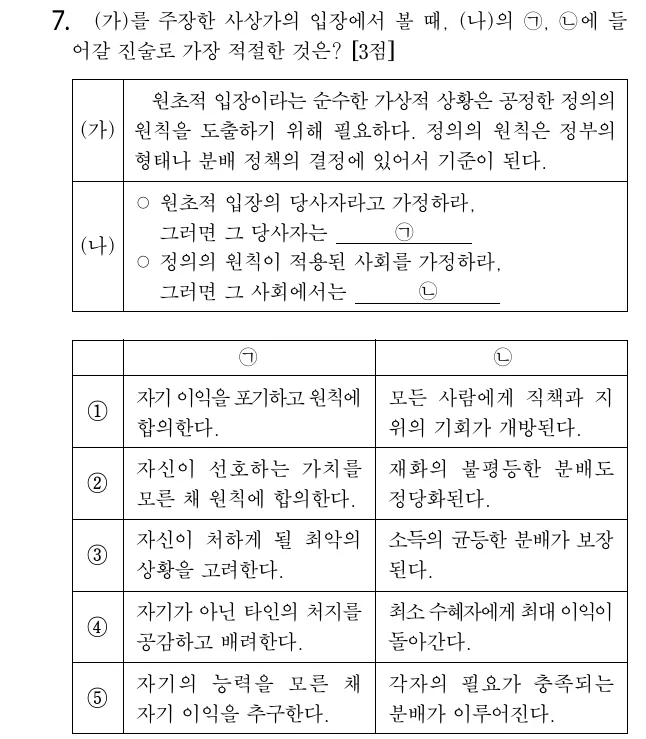 7. (가)를 주장한 사상가의 입장에서 볼 때, (나)의 ㉠, ㉡에 들
어갈 진술로 가장 적절한 것은? [3점]
(가)
원초적 입장이라는 순수한 가상적 상황은 공정한 정의의
원칙을 도출하기 위해 필요하다. 정의의 원칙은 정부의
형태나 분배 정책의 결정에 있어서 기준이 된다.
(나)
○ 원초적 입장의 당사자라고 가정하라,
그러면 그 당사자는 ㉠
○ 정의의 원칙이 적용된 사회를 가정하라,
그러면 그 사회에서는 ㉡
㉠ ㉡
①
자기 이익을 포기하고 원칙에
합의한다.
모든 사람에게 직책과 지
위의 기회가 개방된다.
②
자신이 선호하는 가치를
모른 채 원칙에 합의한다.
재화의 불평등한 분배도
정당화된다.
③
자신이 처하게 될 최악의
상황을 고려한다.
소득의 균등한 분배가 보장
된다.
④
자기가 아닌 타인의 처지를
공감하고 배려한다.
최소 수혜자에게 최대 이익이
돌아간다.
⑤
자기의 능력을 모른 채
자기 이익을 추구한다.
각자의 필요가 충족되는
분배가 이루어진다.